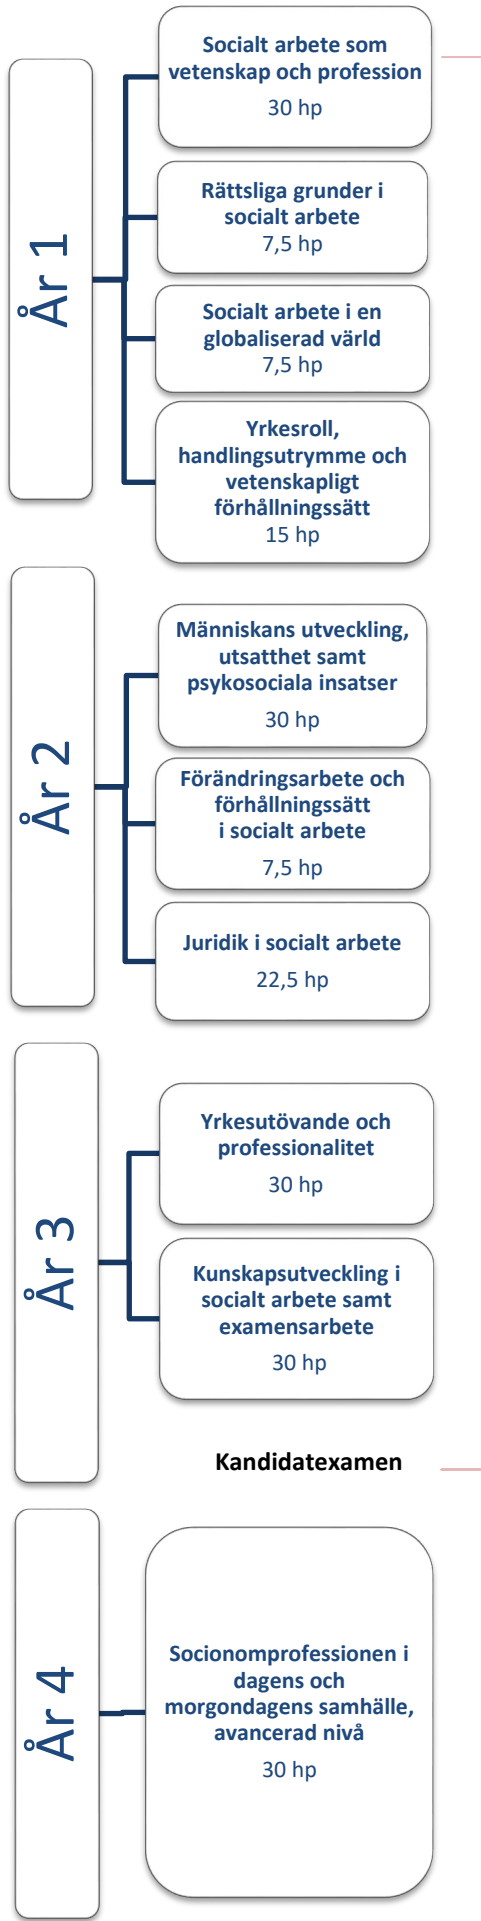 År 1
Socialt arbete som
vetenskap och profession
30 hp
Rättsliga grunder i
socialt arbete
7,5 hp
Socialt arbete i en
globaliserad värld
7,5 hp
Yrkesroll,
handlingsutrymme och
vetenskapligt
förhållningssätt
15 hp
År 2
Människans utveckling,
utsatthet samt
psykosociala insatser
30 hp
Förändringsarbete och
förhållningssätt
i socialt arbete
7,5 hp
Juridik i socialt arbete
22,5 hp
År 3
Yrkesutövande och
professionalitet
30 hp
Kunskapsutveckling i
socialt arbete samt
examensarbete
30 hp
Kandidatexamen
År 4
Socionomprofessionen i
dagens och
morgondagens samhälle,
avancerad nivå
30 hp